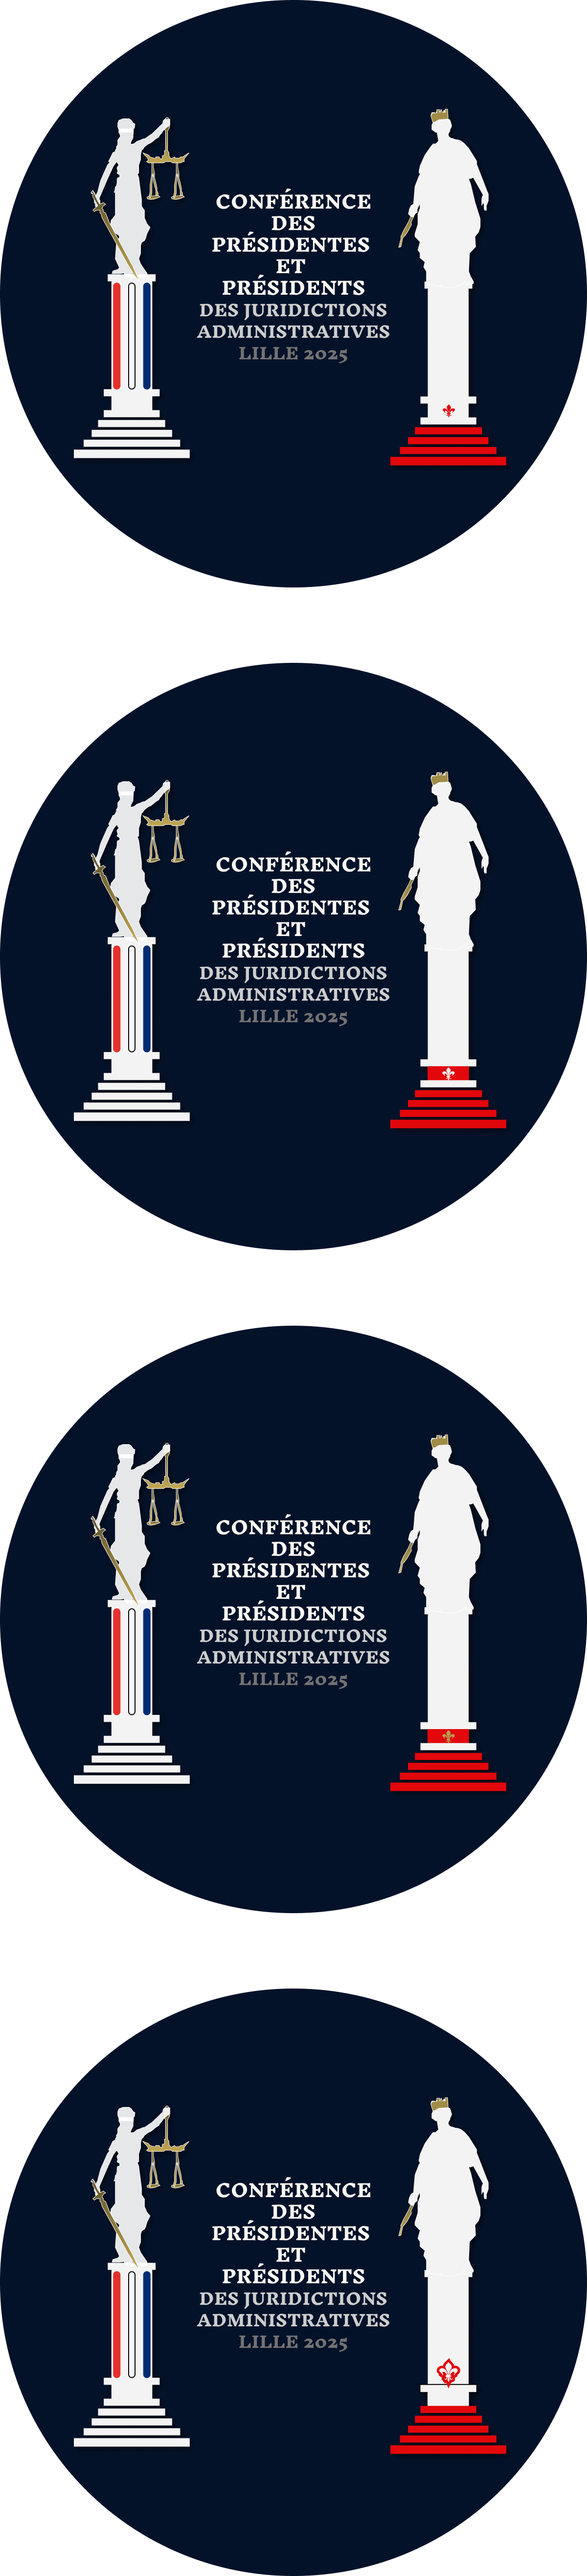 CONFÉRENCE
DES
PRÉSIDENTES
ET
PRÉSIDENTS
DES JURIDICTIONS
ADMINISTRATIVES
LILLE 2025
CONFÉRENCE
DES
PRÉSIDENTES
ET
PRÉSIDENTS
DES JURIDICTIONS
ADMINISTRATIVES
LILLE 2025
CONFÉRENCE
DES
PRÉSIDENTES
ET
PRÉSIDENTS
DES JURIDICTIONS
ADMINISTRATIVES
LILLE 2025
CONFÉRENCE
DES
PRÉSIDENTES
ET
PRÉSIDENTS
DES JURIDICTIONS
ADMINISTRATIVES
LILLE 2025